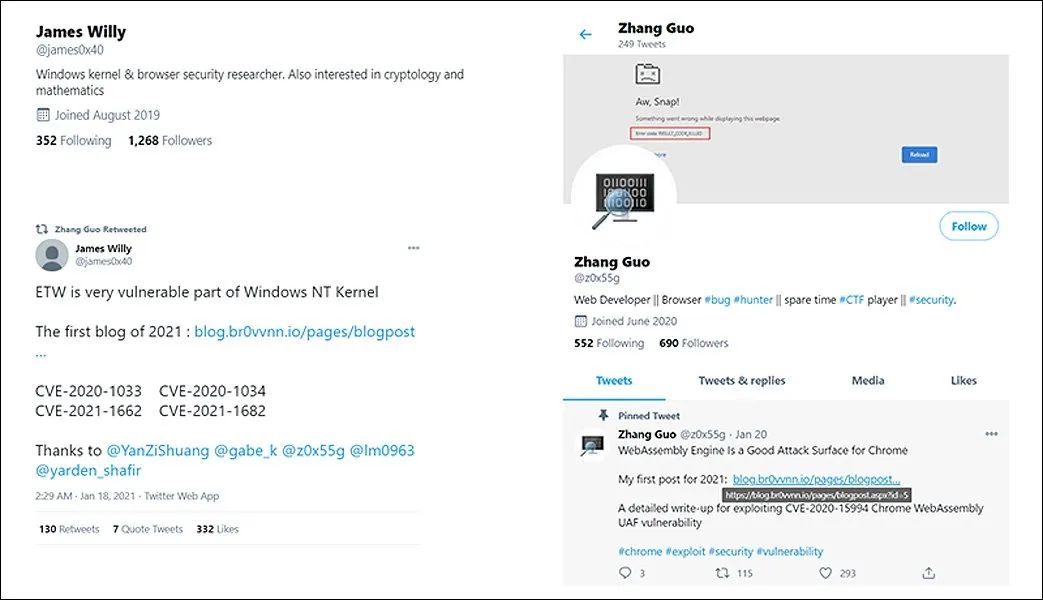 James Willy
@james0x40
Windows kernel & browser security researcher. Also interested in cryptology and
mathematics
Joined August 2019
352 Following 1,268 Followers
Zhang Guo Retweeted
James Willy
@james0x40
ETW is very vulnerable part of Windows NT Kernel
The first blog of 2021 : blog.br0vvnn.io/pages/blogpost
...
CVE-2020-1033 CVE-2020-1034
CVE-2021-1662 CVE-2021-1682
Thanks to @YanZiShuang @gabe_k @z0x55g @lm0963
@yarden_shafir
2:29 AM · Jan 18, 2021 · Twitter Web App
130 Retweets 7 Quote Tweets 332 Likes
Zhang Guo
249 Tweets
Aw, Snap!
Something went wrong while displaying this webpage.
Error code:
Reload
Follow
Zhang Guo
@z0x55g
Web Developer || Browser #bug #hunter || spare time #CTF player || #security.
Joined June 2020
552 Following 690 Followers
Tweets Tweets & replies Media Likes
Pinned Tweet
Zhang Guo @z0x55g · Jan 20
WebAssembly Engine Is a Good Attack Surface for Chrome
My first post for 2021: blog.br0vvnn.io/pages/blogpost...
https://blog.br0vvnn.io/pages/blogpost.aspx?id=5
A detailed write-up for exploiting CVE-2020-15994 Chrome WebAssembly
UAF vulnerability
#chrome #exploit #security #vulnerability
3 115 293